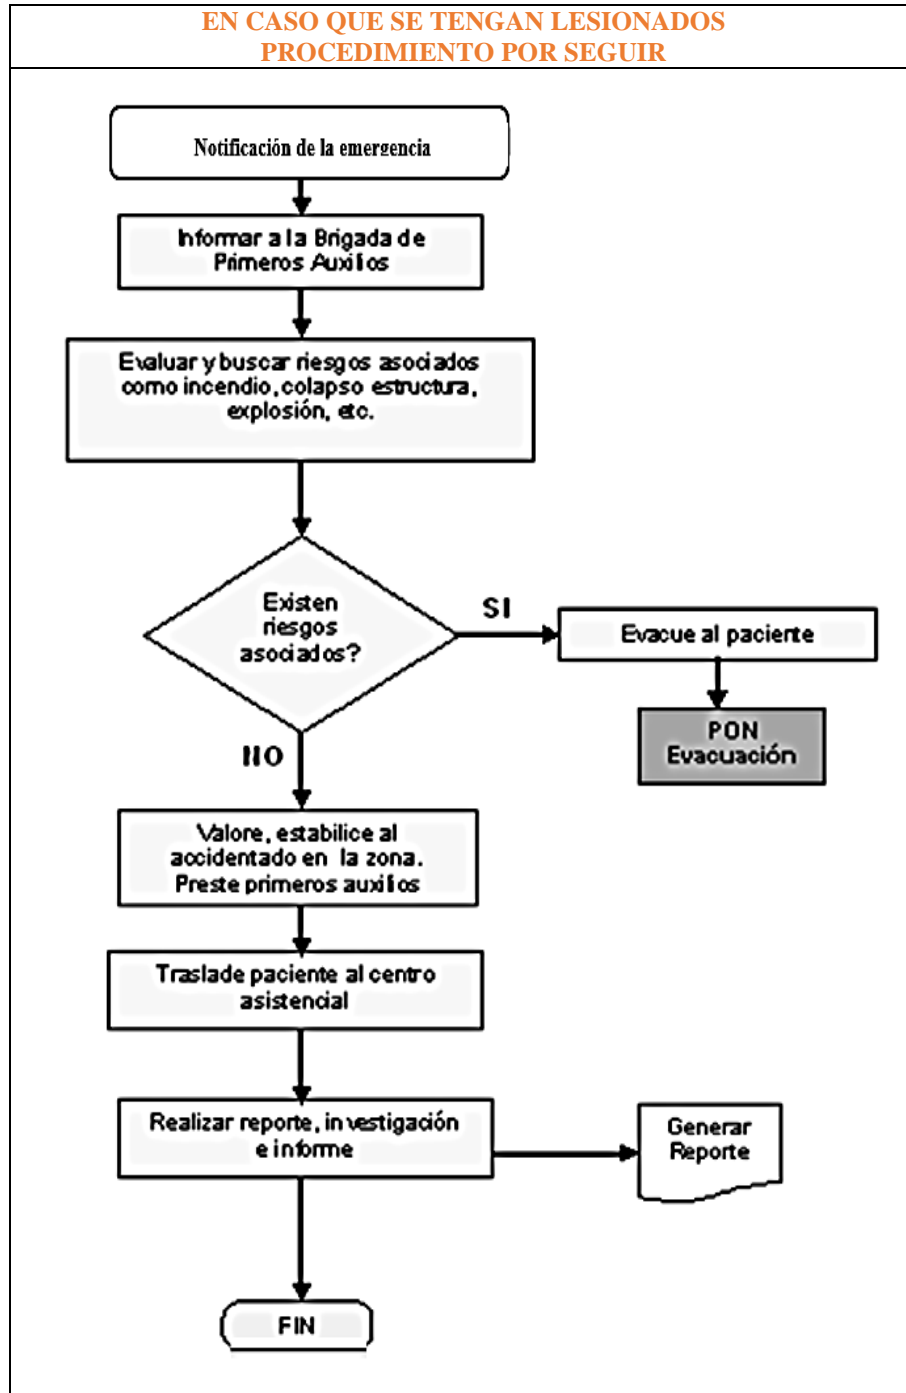 EN CASO QUE SE TENGAN LESIONADOS
PROCEDIMIENTO POR SEGUIR
Notificación de la emergencia
Informar a la Brigada de
Primeros Auxilios
Evaluar y buscar riesgos asociados
como incendio, colapso estructura,
explosión, etc.
Existen
riesgos
asociados?
SI
Evacue al paciente
PON
Evacuación
NO
Valore, estabilice al
accidentado en la zona.
Preste primeros auxilios
Traslade paciente al centro
asistencial
Realizar reporte, investigación
e informe
Generar
Reporte
FIN